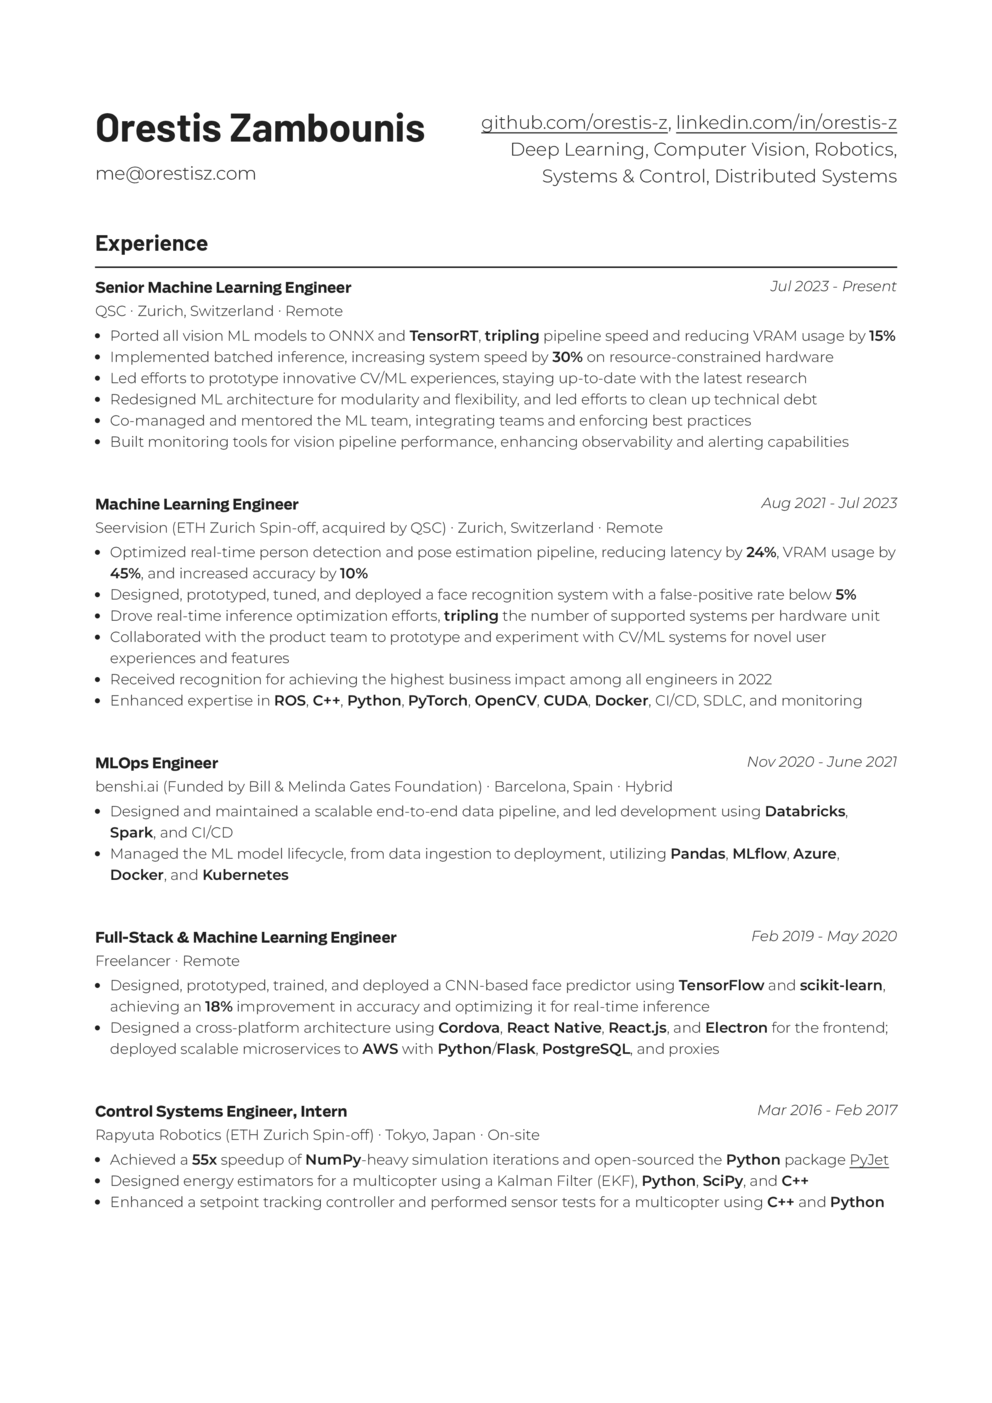 Orestis Zambounis
me@orestisz.com
github.com/orestis-z, linkedin.com/in/orestis-z
Deep Learning, Computer Vision, Robotics,
Systems & Control, Distributed Systems
Experience
Senior Machine Learning Engineer
Jul 2023 - Present
QSC · Zurich, Switzerland · Remote
• Ported all vision ML models to ONNX and TensorRT, tripling pipeline speed and reducing VRAM usage by 15%
• Implemented batched inference, increasing system speed by 30% on resource-constrained hardware
• Led efforts to prototype innovative CV/ML experiences, staying up-to-date with the latest research
• Redesigned ML architecture for modularity and flexibility, and led efforts to clean up technical debt
• Co-managed and mentored the ML team, integrating teams and enforcing best practices
• Built monitoring tools for vision pipeline performance, enhancing observability and alerting capabilities
Machine Learning Engineer
Aug 2021 - Jul 2023
Seervision (ETH Zurich Spin-off, acquired by QSC) · Zurich, Switzerland · Remote
• Optimized real-time person detection and pose estimation pipeline, reducing latency by 24%, VRAM usage by
45%, and increased accuracy by 10%
• Designed, prototyped, tuned, and deployed a face recognition system with a false-positive rate below 5%
• Drove real-time inference optimization efforts, tripling the number of supported systems per hardware unit
• Collaborated with the product team to prototype and experiment with CV/ML systems for novel user
experiences and features
• Received recognition for achieving the highest business impact among all engineers in 2022
• Enhanced expertise in ROS, C++, Python, PyTorch, OpenCV, CUDA, Docker, CI/CD, SDLC, and monitoring
MLOps Engineer
Nov 2020 - June 2021
benshi.ai (Funded by Bill & Melinda Gates Foundation) · Barcelona, Spain · Hybrid
• Designed and maintained a scalable end-to-end data pipeline, and led development using Databricks,
Spark, and CI/CD
• Managed the ML model lifecycle, from data ingestion to deployment, utilizing Pandas, MLflow, Azure,
Docker, and Kubernetes
Full-Stack & Machine Learning Engineer
Feb 2019 - May 2020
Freelancer · Remote
• Designed, prototyped, trained, and deployed a CNN-based face predictor using TensorFlow and scikit-learn,
achieving an 18% improvement in accuracy and optimizing it for real-time inference
• Designed a cross-platform architecture using Cordova, React Native, React.js, and Electron for the frontend;
deployed scalable microservices to AWS with Python/Flask, PostgreSQL, and proxies
Control Systems Engineer, Intern
Mar 2016 - Feb 2017
Rapyuta Robotics (ETH Zurich Spin-off) · Tokyo, Japan · On-site
• Achieved a 55x speedup of NumPy-heavy simulation iterations and open-sourced the Python package PyJet
• Designed energy estimators for a multicopter using a Kalman Filter (EKF), Python, SciPy, and C++
• Enhanced a setpoint tracking controller and performed sensor tests for a multicopter using C++ and Python